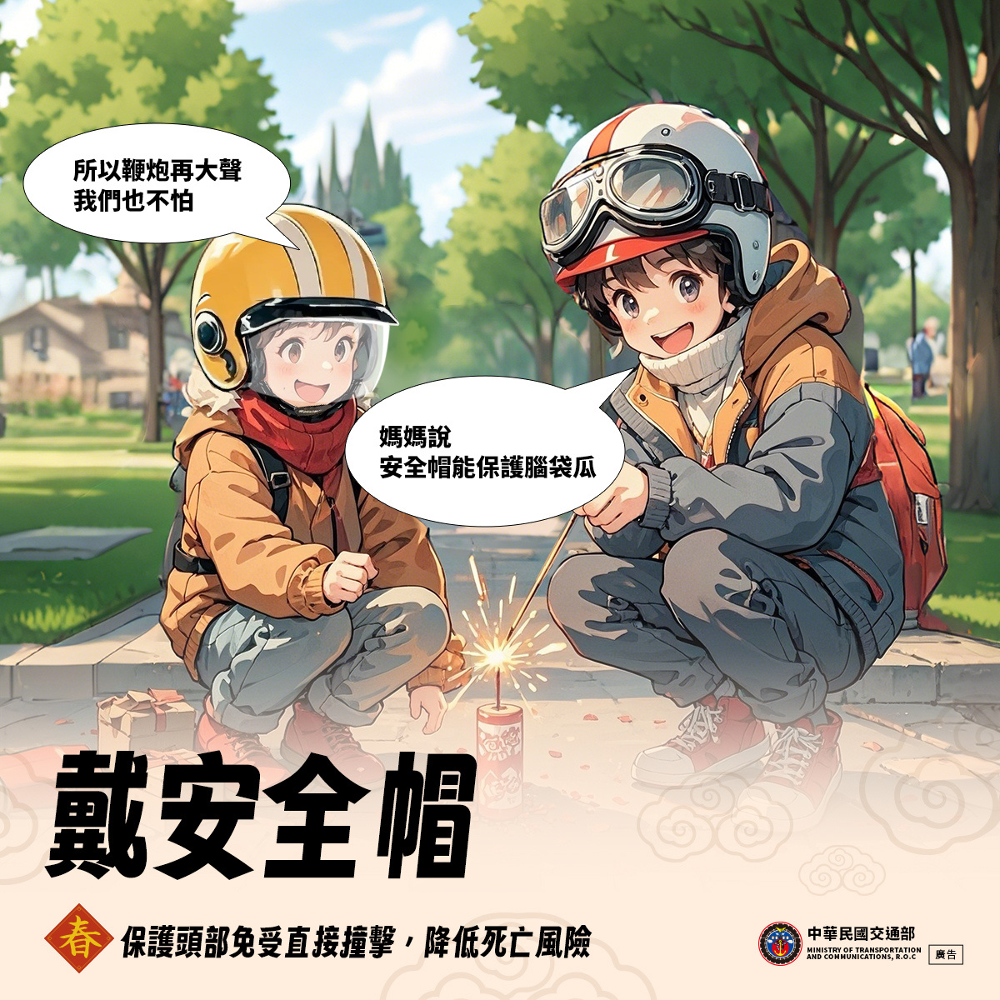 所以鞭炮再大聲
我們也不怕
媽媽說
安全帽能保護腦袋瓜
戴安全帽
春
保護頭部免受直接撞擊，降低死亡風險
中華民國交通部
MINISTRY OF TRANSPORTATION
AND COMMUNICATIONS, R.O.C
廣告